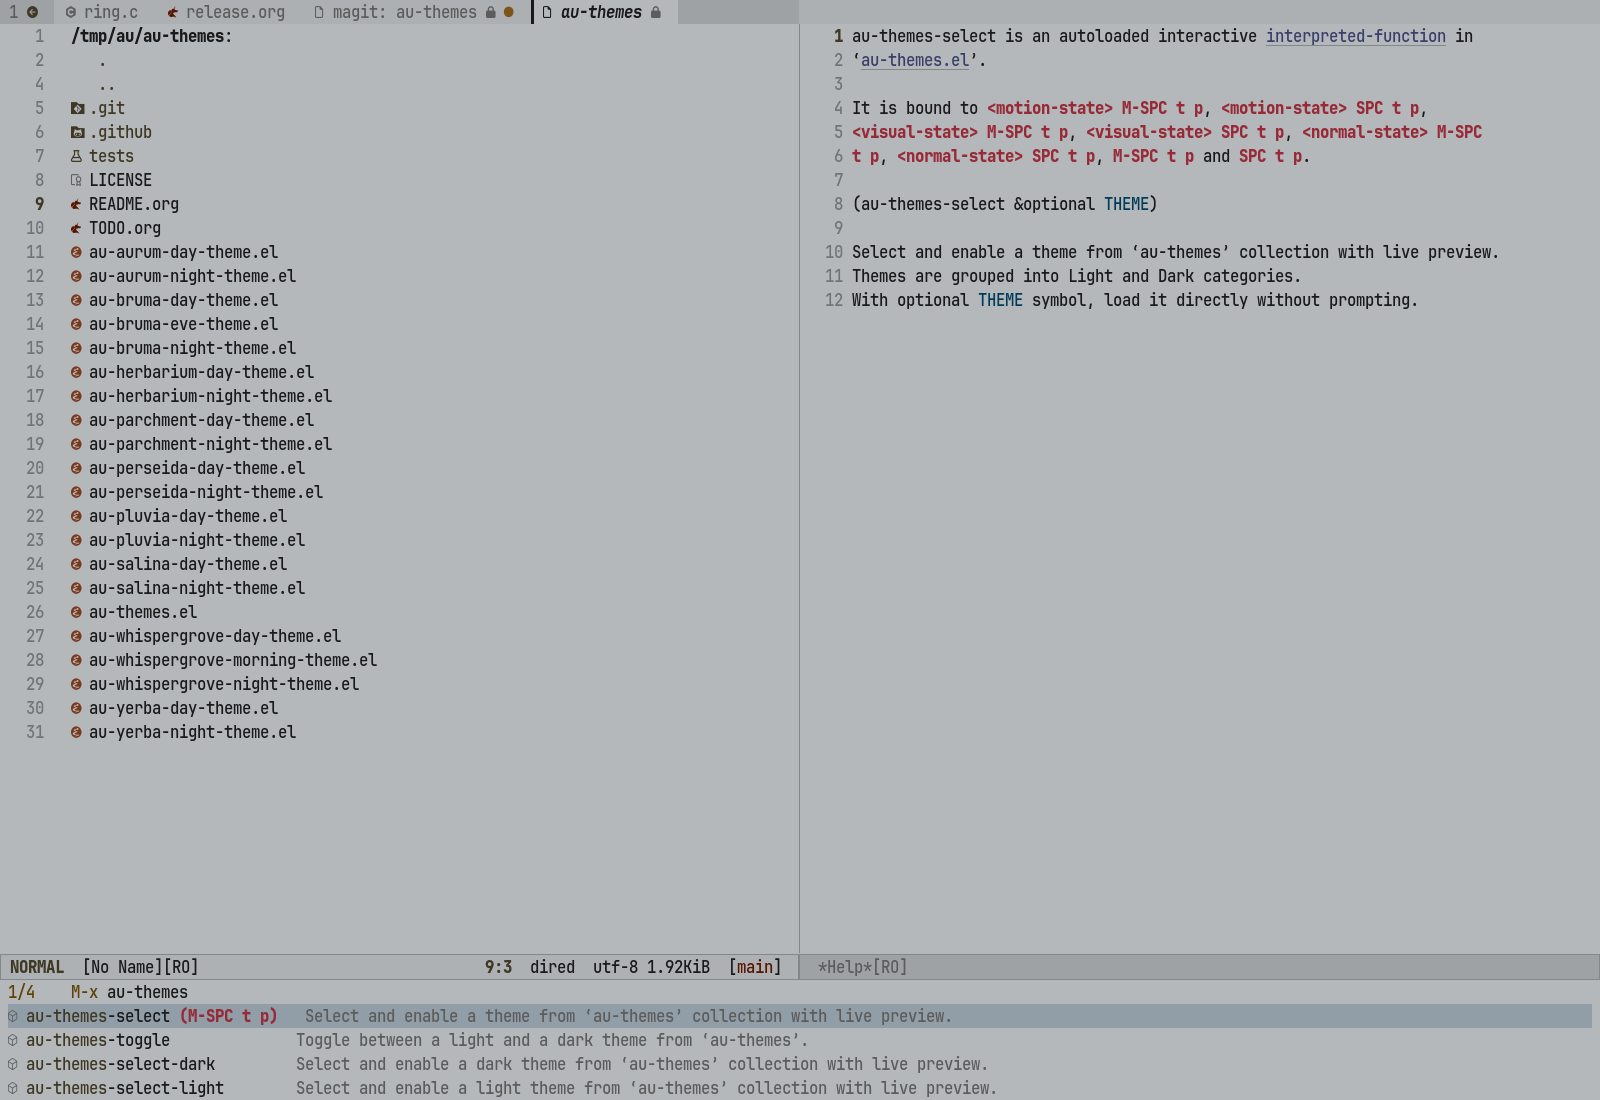 1 ring.c release.org magit: au-themes au-themes
1 /tmp/au/au-themes:
2 .
4 ..
5 .git
6 .github
7 tests
8 LICENSE
9 README.org
10 TODO.org
11 au-aurum-day-theme.el
12 au-aurum-night-theme.el
13 au-bruma-day-theme.el
14 au-bruma-eve-theme.el
15 au-bruma-night-theme.el
16 au-herbarium-day-theme.el
17 au-herbarium-night-theme.el
18 au-parchment-day-theme.el
19 au-parchment-night-theme.el
20 au-perseida-day-theme.el
21 au-perseida-night-theme.el
22 au-pluvia-day-theme.el
23 au-pluvia-night-theme.el
24 au-salina-day-theme.el
25 au-salina-night-theme.el
26 au-themes.el
27 au-whispergrove-day-theme.el
28 au-whispergrove-morning-theme.el
29 au-whispergrove-night-theme.el
30 au-yerba-day-theme.el
31 au-yerba-night-theme.el
1 au-themes-select is an autoloaded interactive interpreted-function in
2 ‘au-themes.el’.
3
4 It is bound to <motion-state> M-SPC t p, <motion-state> SPC t p,
5 <visual-state> M-SPC t p, <visual-state> SPC t p, <normal-state> M-SPC
6 t p, <normal-state> SPC t p, M-SPC t p and SPC t p.
7
8 (au-themes-select &optional THEME)
9
10 Select and enable a theme from ‘au-themes’ collection with live preview.
11 Themes are grouped into Light and Dark categories.
12 With optional THEME symbol, load it directly without prompting.
NORMAL [No Name][RO] 9:3 dired utf-8 1.92KiB [main]
*Help*[RO]
1/4 M-x au-themes
au-themes-select (M-SPC t p) Select and enable a theme from ‘au-themes’ collection with live preview.
au-themes-toggle Toggle between a light and a dark theme from ‘au-themes’.
au-themes-select-dark Select and enable a dark theme from ‘au-themes’ collection with live preview.
au-themes-select-light Select and enable a light theme from ‘au-themes’ collection with live preview.